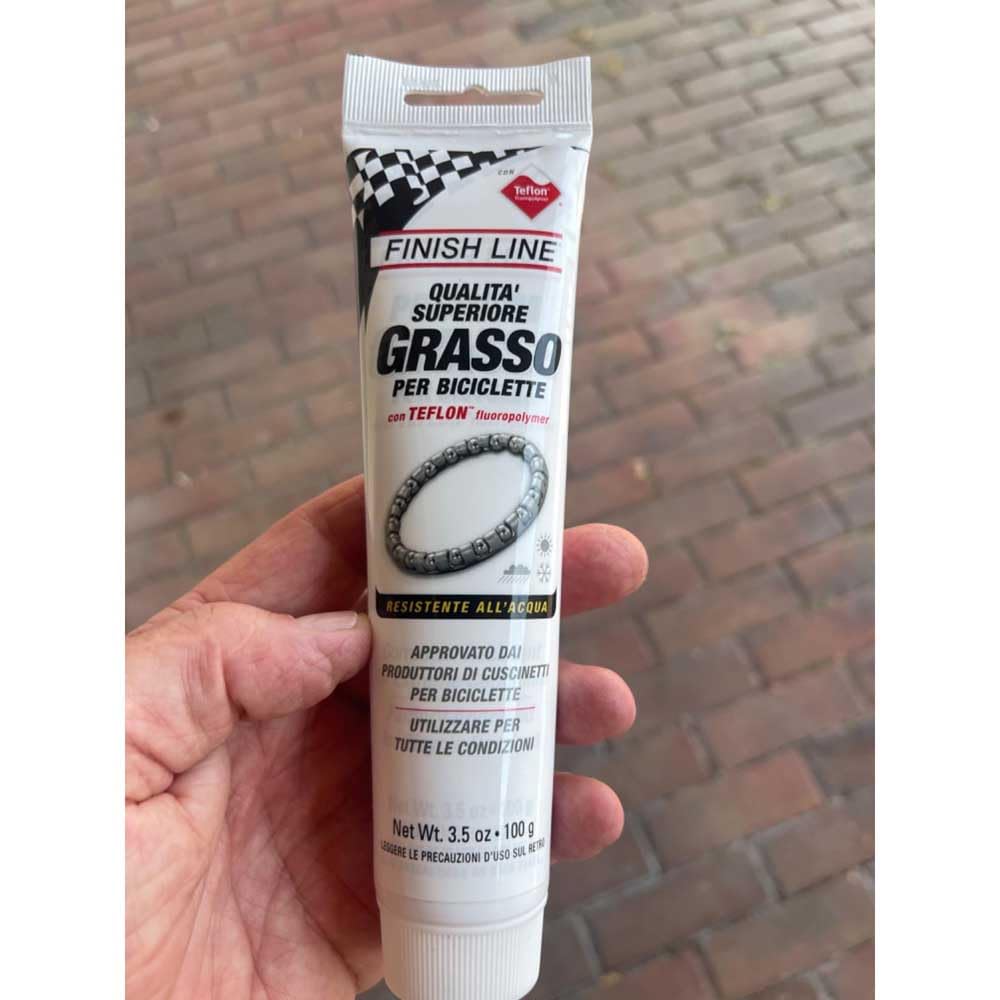 CON
Teflon
fluoropolymer
FINISH LINE
QUALITA'
SUPERIORE
GRASSO
PER BICICLETTE
con TEFLON™ fluoropolymer
RESISTENTE ALL'ACQUA
APPROVATO DAI
PRODUTTORI DI CUSCINETTI
PER BICICLETTE
UTILIZZARE PER
TUTTE LE CONDIZIONI
Net Wt. 3.5 oz • 100 g
LEGGERE LE PRECAUZIONI D'USO SUL RETRO